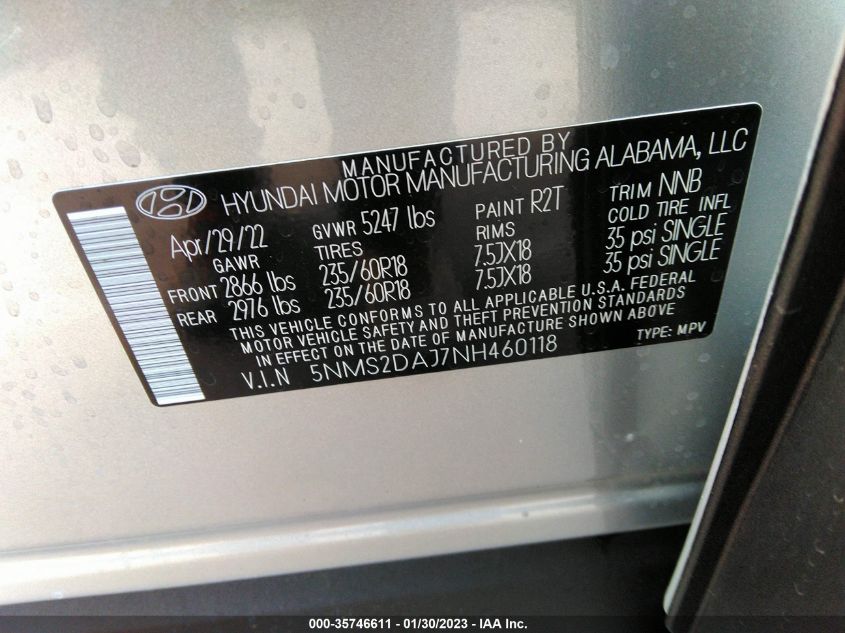 MANUFACTURED BY
HYUNDAI MOTOR MANUFACTURING ALABAMA, LLC
Apr/29/22 GVWR 5247 lbs PAINT R2T TRIM NNB
GAWR TIRES RIMS COLD TIRE INFL
FRONT 2866 lbs 235/60R18 7.5JX18 35 psi SINGLE
REAR 2976 lbs 235/60R18 7.5JX18 35 psi SINGLE
THIS VEHICLE CONFORMS TO ALL APPLICABLE U.S.A. FEDERAL
MOTOR VEHICLE SAFETY AND THEFT PREVENTION STANDARDS
IN EFFECT ON THE DATE OF MANUFACTURE SHOWN ABOVE
V.I.N 5NMS2DAJ7NH460118 TYPE: MPV
000-35746611 - 01/30/2023 - IAA Inc.